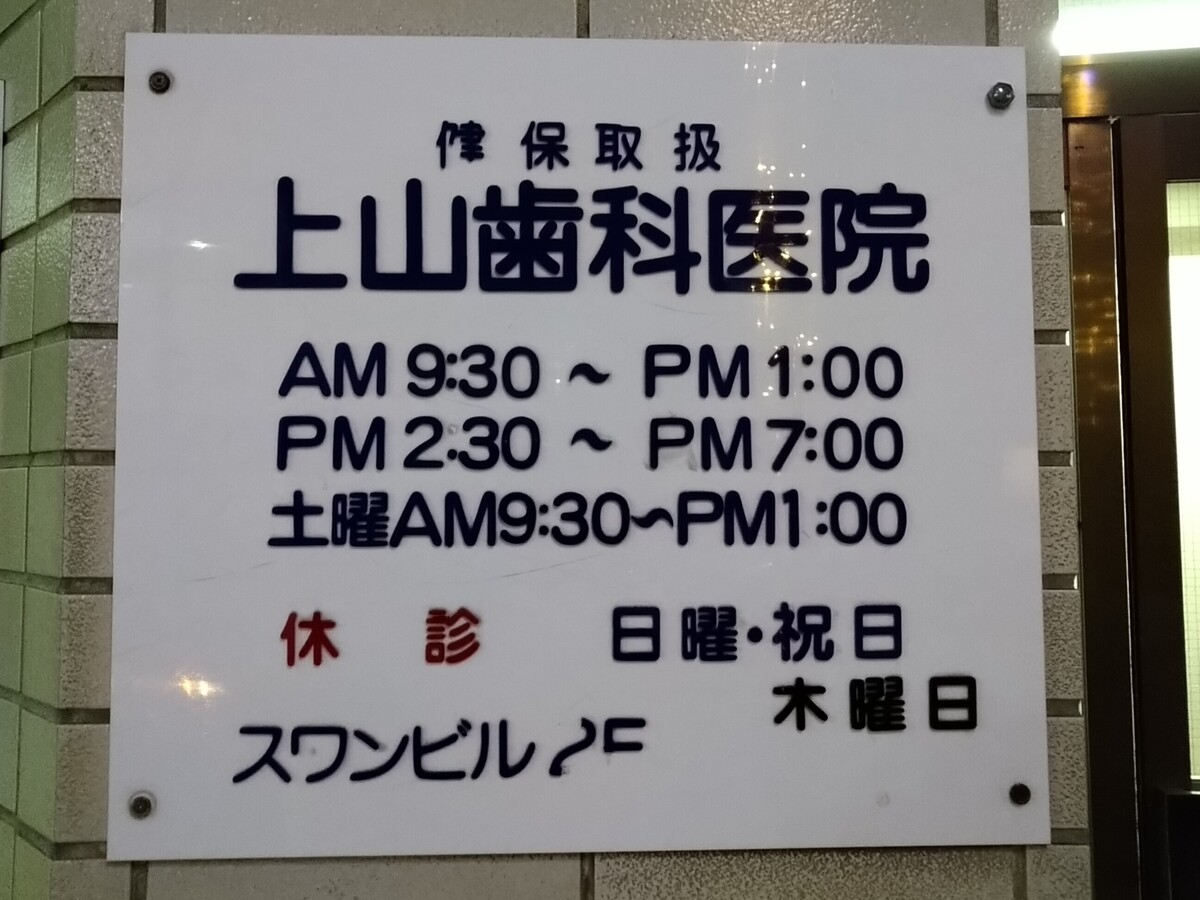 健保取扱
上山歯科医院
AM 9:30 ~ PM 1:00
PM 2:30 ~ PM 7:00
土曜AM9:30~PM1:00
休診 日曜・祝日
木曜日
スワンビル 2F